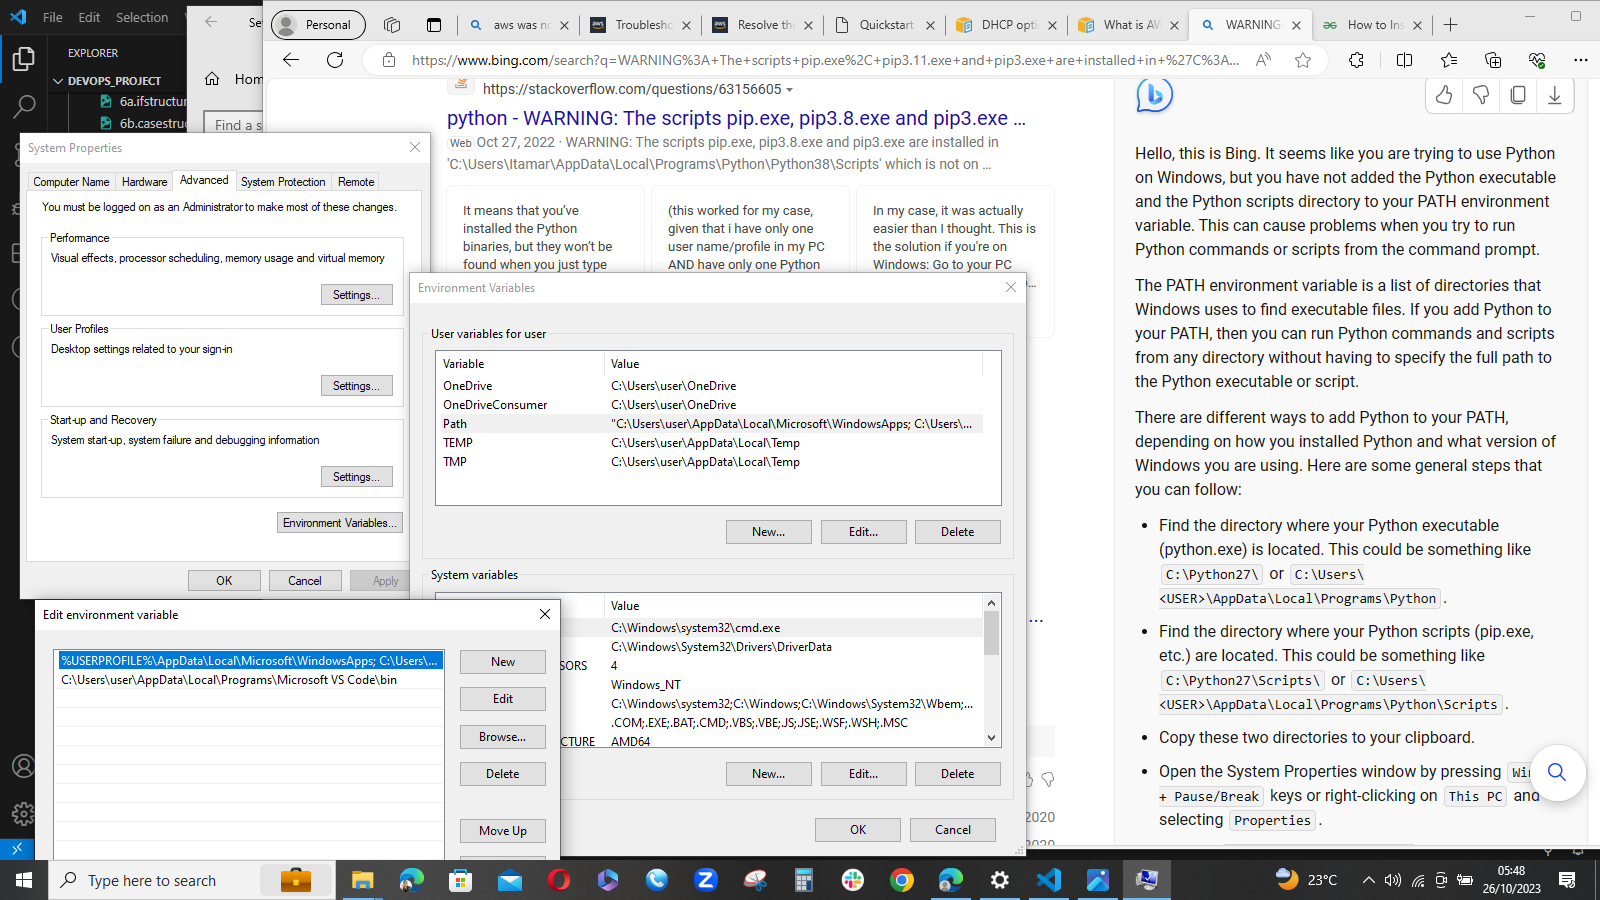 File
Edit
Selection
EXPLORER
DEVOPS_PROJECT
6a.ifstructur
6b.casestruc
Se
Hom
Find a s
Personal
aws was no
Troublesho
Resolve the
Quickstart
DHCP opti
What is AV
WARNING:
How to Ins
https://www.bing.com/search?q=WARNING%3A+The+scripts+pip.exe%2C+pip3.11.exe+and+pip3.exe+are+installed+in+%27C%3A...
https://stackoverflow.com/questions/63156605
python - WARNING: The scripts pip.exe, pip3.8.exe and pip3.exe ...
Web Oct 27, 2022 · WARNING: The scripts pip.exe, pip3.8.exe and pip3.exe are installed in
'C:\Users\Itamar\AppData\Local\Programs\Python\Python38\Scripts' which is not on ...
It means that you've
installed the Python
binaries, but they won't be
found when you just type
(this worked for my case,
given that i have only one
user name/profile in my PC
AND have only one Python
In my case, it was actually
easier than I thought. This is
the solution if you're on
Windows: Go to your PC
o...
...
2020
2020
Hello, this is Bing. It seems like you are trying to use Python
on Windows, but you have not added the Python executable
and the Python scripts directory to your PATH environment
variable. This can cause problems when you try to run
Python commands or scripts from the command prompt.
The PATH environment variable is a list of directories that
Windows uses to find executable files. If you add Python to
your PATH, then you can run Python commands and scripts
from any directory without having to specify the full path to
the Python executable or script.
There are different ways to add Python to your PATH,
depending on how you installed Python and what version of
Windows you are using. Here are some general steps that
you can follow:
• Find the directory where your Python executable
(python.exe) is located. This could be something like
C:\Python27\ or C:\Users\
<USER>\AppData\Local\Programs\Python .
• Find the directory where your Python scripts (pip.exe,
etc.) are located. This could be something like
C:\Python27\Scripts\ or C:\Users\
<USER>\AppData\Local\Programs\Python\Scripts .
• Copy these two directories to your clipboard.
• Open the System Properties window by pressing Win
+ Pause/Break keys or right-clicking on This PC and
selecting Properties .
System Properties
Computer Name
Hardware
Advanced
System Protection
Remote
You must be logged on as an Administrator to make most of these changes.
Performance
Visual effects, processor scheduling, memory usage and virtual memory
Settings...
User Profiles
Desktop settings related to your sign-in
Settings...
Start-up and Recovery
System start-up, system failure and debugging information
Settings...
Environment Variables...
OK
Cancel
Apply
Environment Variables
User variables for user
Variable Value
OneDrive C:\Users\user\OneDrive
OneDriveConsumer C:\Users\user\OneDrive
Path "C:\Users\user\AppData\Local\Microsoft\WindowsApps; C:\Users\...
TEMP C:\Users\user\AppData\Local\Temp
TMP C:\Users\user\AppData\Local\Temp
New...
Edit...
Delete
System variables
Value
C:\Windows\system32\cmd.exe
C:\Windows\System32\Drivers\DriverData
SORS 4
Windows_NT
C:\Windows\system32;C:\Windows;C:\Windows\System32\Wbem;...
.COM;.EXE;.BAT;.CMD;.VBS;.VBE;.JS;.JSE;.WSF;.WSH;.MSC
CTURE AMD64
New...
Edit...
Delete
OK
Cancel
Edit environment variable
%USERPROFILE%\AppData\Local\Microsoft\WindowsApps; C:\Users\...
C:\Users\user\AppData\Local\Programs\Microsoft VS Code\bin
New
Edit
Browse...
Delete
Move Up
Type here to search
23°C
05:48
26/10/2023